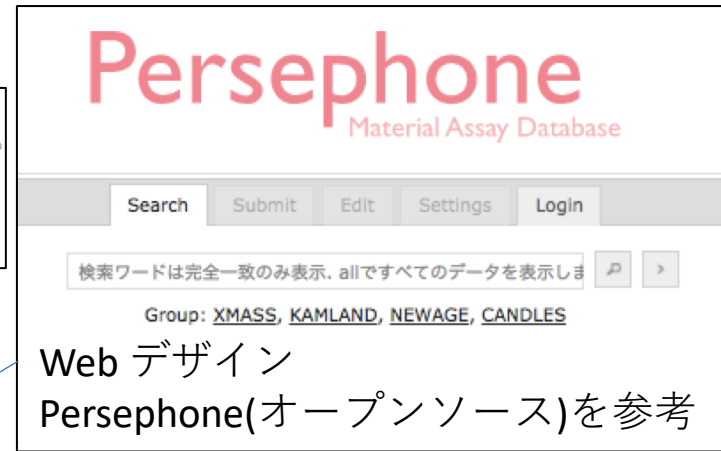 Persephone
Material Assay Database
Search Submit Edit Settings Login
検索ワードは完全一致のみ表示. allですべてのデータを表示しま
Group: XMASS, KAMLAND, NEWAGE, CANDLES
Web デザイン
Persephone(オープンソース)を参考